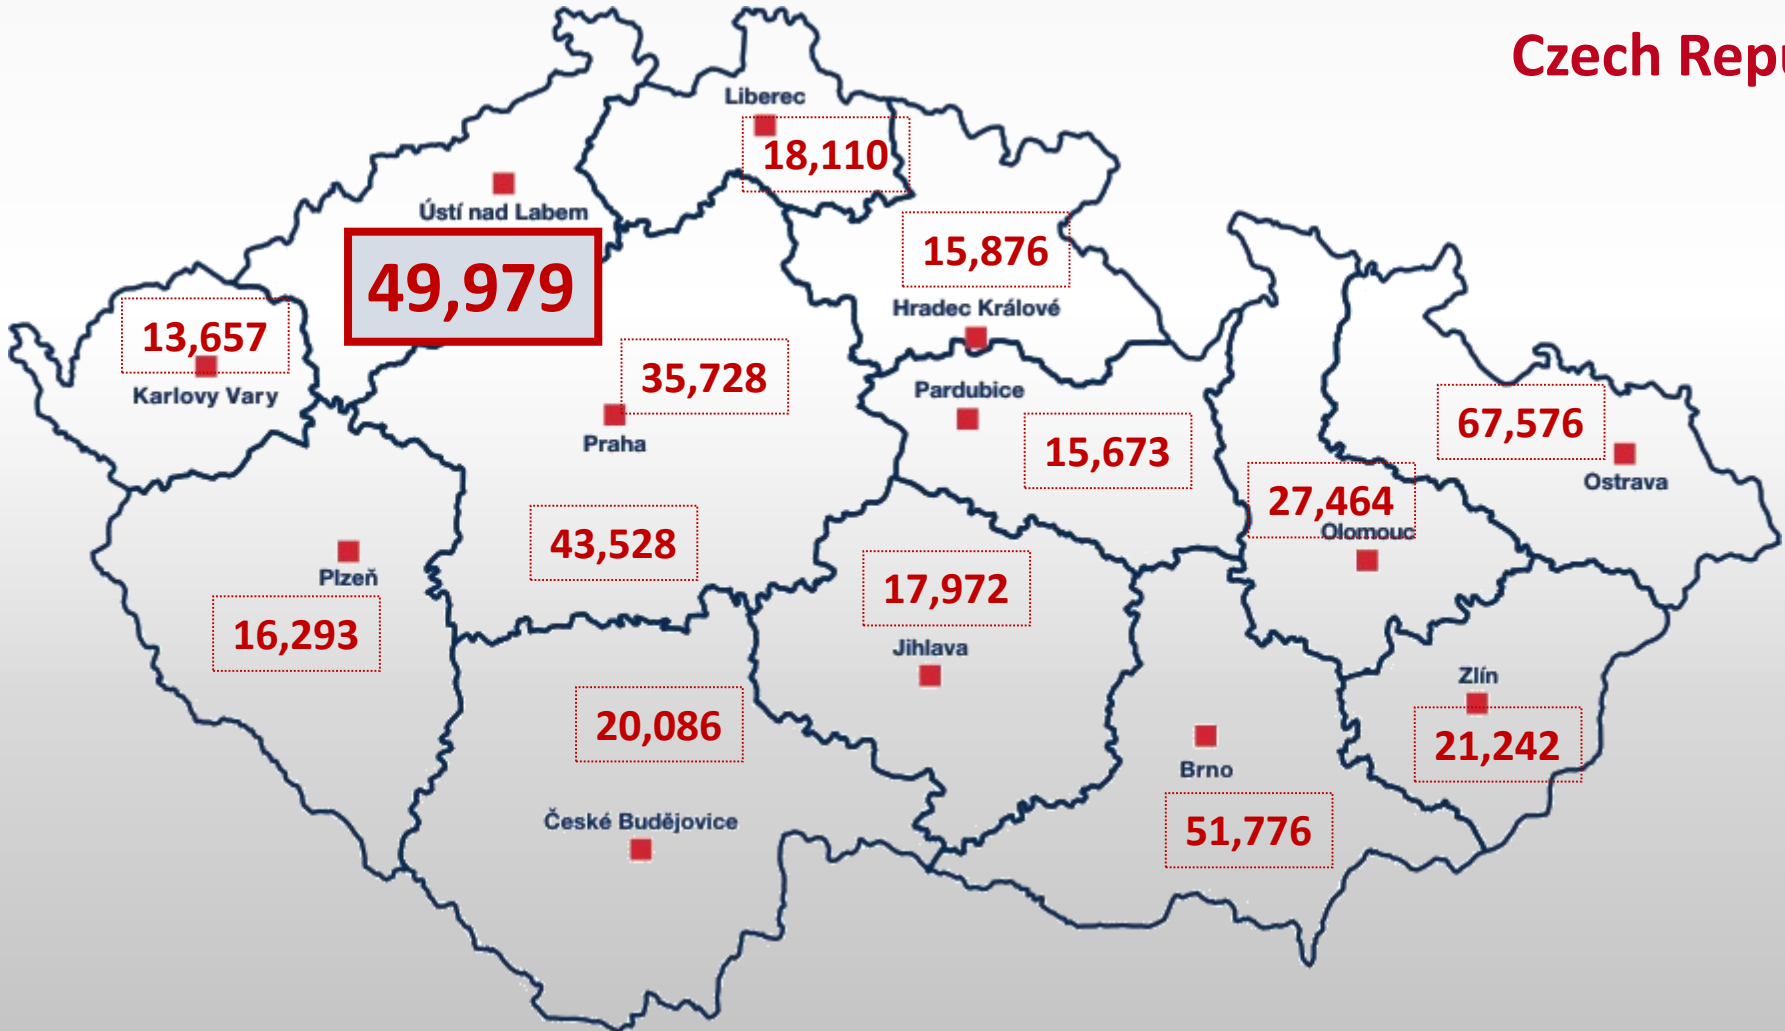 Czech Repu
Liberec
18,110
Ústí nad Labem
49,979
15,876
Hradec Králové
13,657
Karlovy Vary
35,728
Praha
Pardubice
15,673
67,576
Ostrava
27,464
Olomouc
43,528
Plzeň
16,293
17,972
Jihlava
20,086
Zlín
21,242
Brno
51,776
České Budějovice